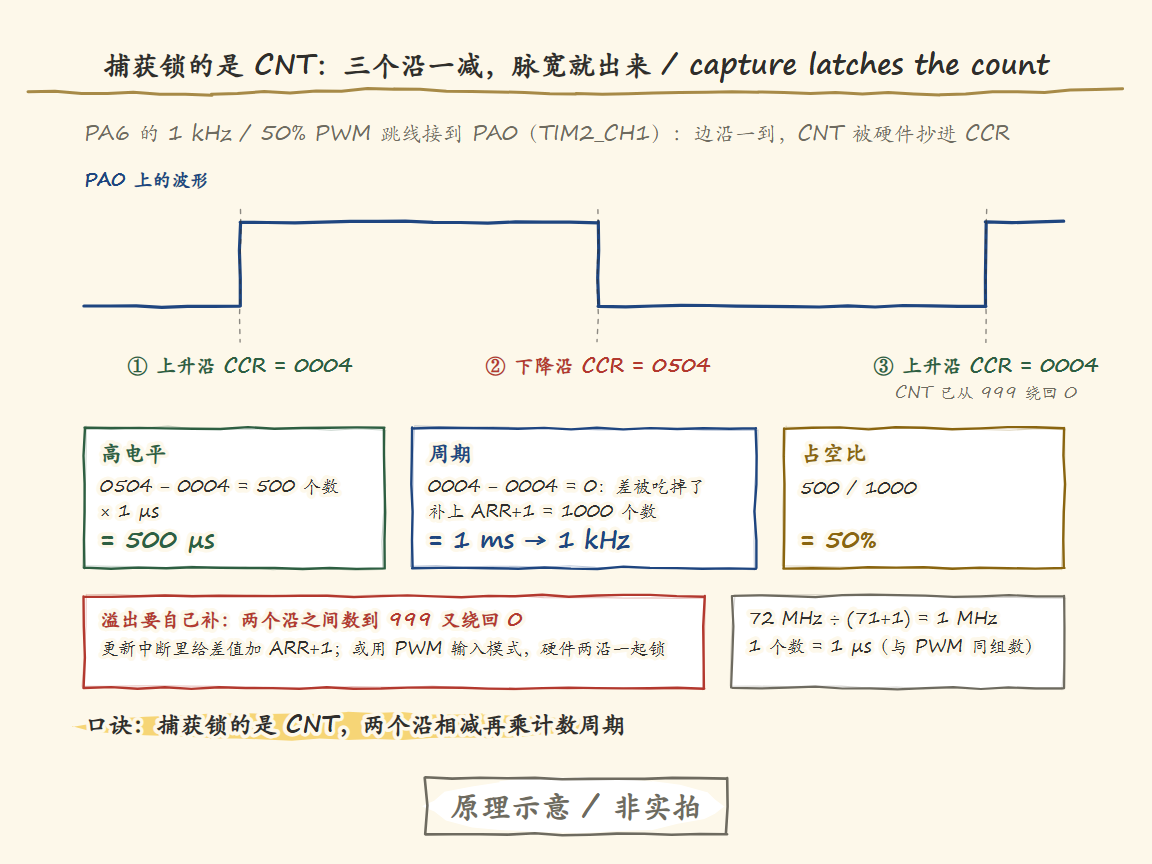 捕获锁的是 CNT：三个沿一减，脉宽就出来 / capture latches the count
PA6 的 1 kHz / 50% PWM 跳线接到 PA0（TIM2_CH1）：边沿一到，CNT 被硬件抄进 CCR
PA0 上的波形
① 上升沿 CCR = 0004
② 下降沿 CCR = 0504
③ 上升沿 CCR = 0004
CNT 已从 999 绕回 0
高电平
0504 − 0004 = 500 个数
× 1 μs
= 500 μs
周期
0004 − 0004 = 0：差被吃掉了
补上 ARR+1 = 1000 个数
= 1 ms → 1 kHz
占空比
500 / 1000
= 50%
溢出要自己补：两个沿之间数到 999 又绕回 0
更新中断里给差值加 ARR+1；或用 PWM 输入模式，硬件两沿一起锁
72 MHz ÷ (71+1) = 1 MHz
1 个数 = 1 μs（与 PWM 同组数）
口诀：捕获锁的是 CNT，两个沿相减再乘计数周期
原理示意 / 非实拍